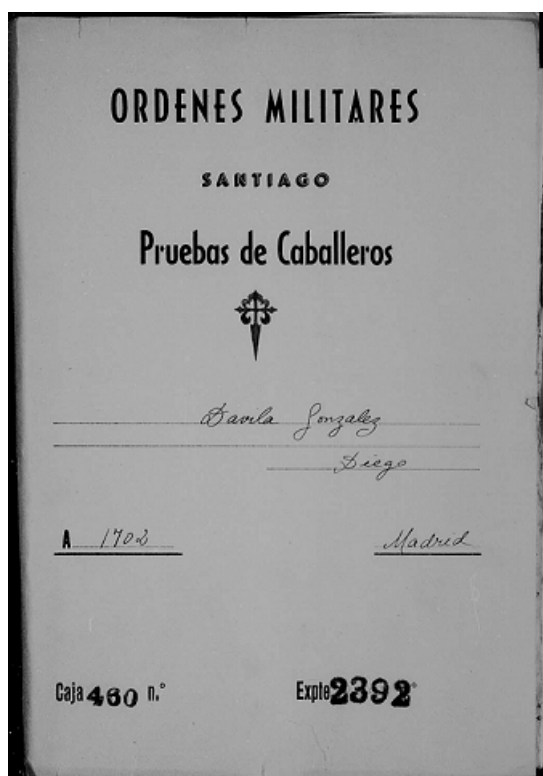 ORDENES MILITARES
SANTIAGO
Pruebas de Caballeros
Davila Gonzalez
Diego
A 1702 Madrid
Caja 460 n.° Expte 2392°